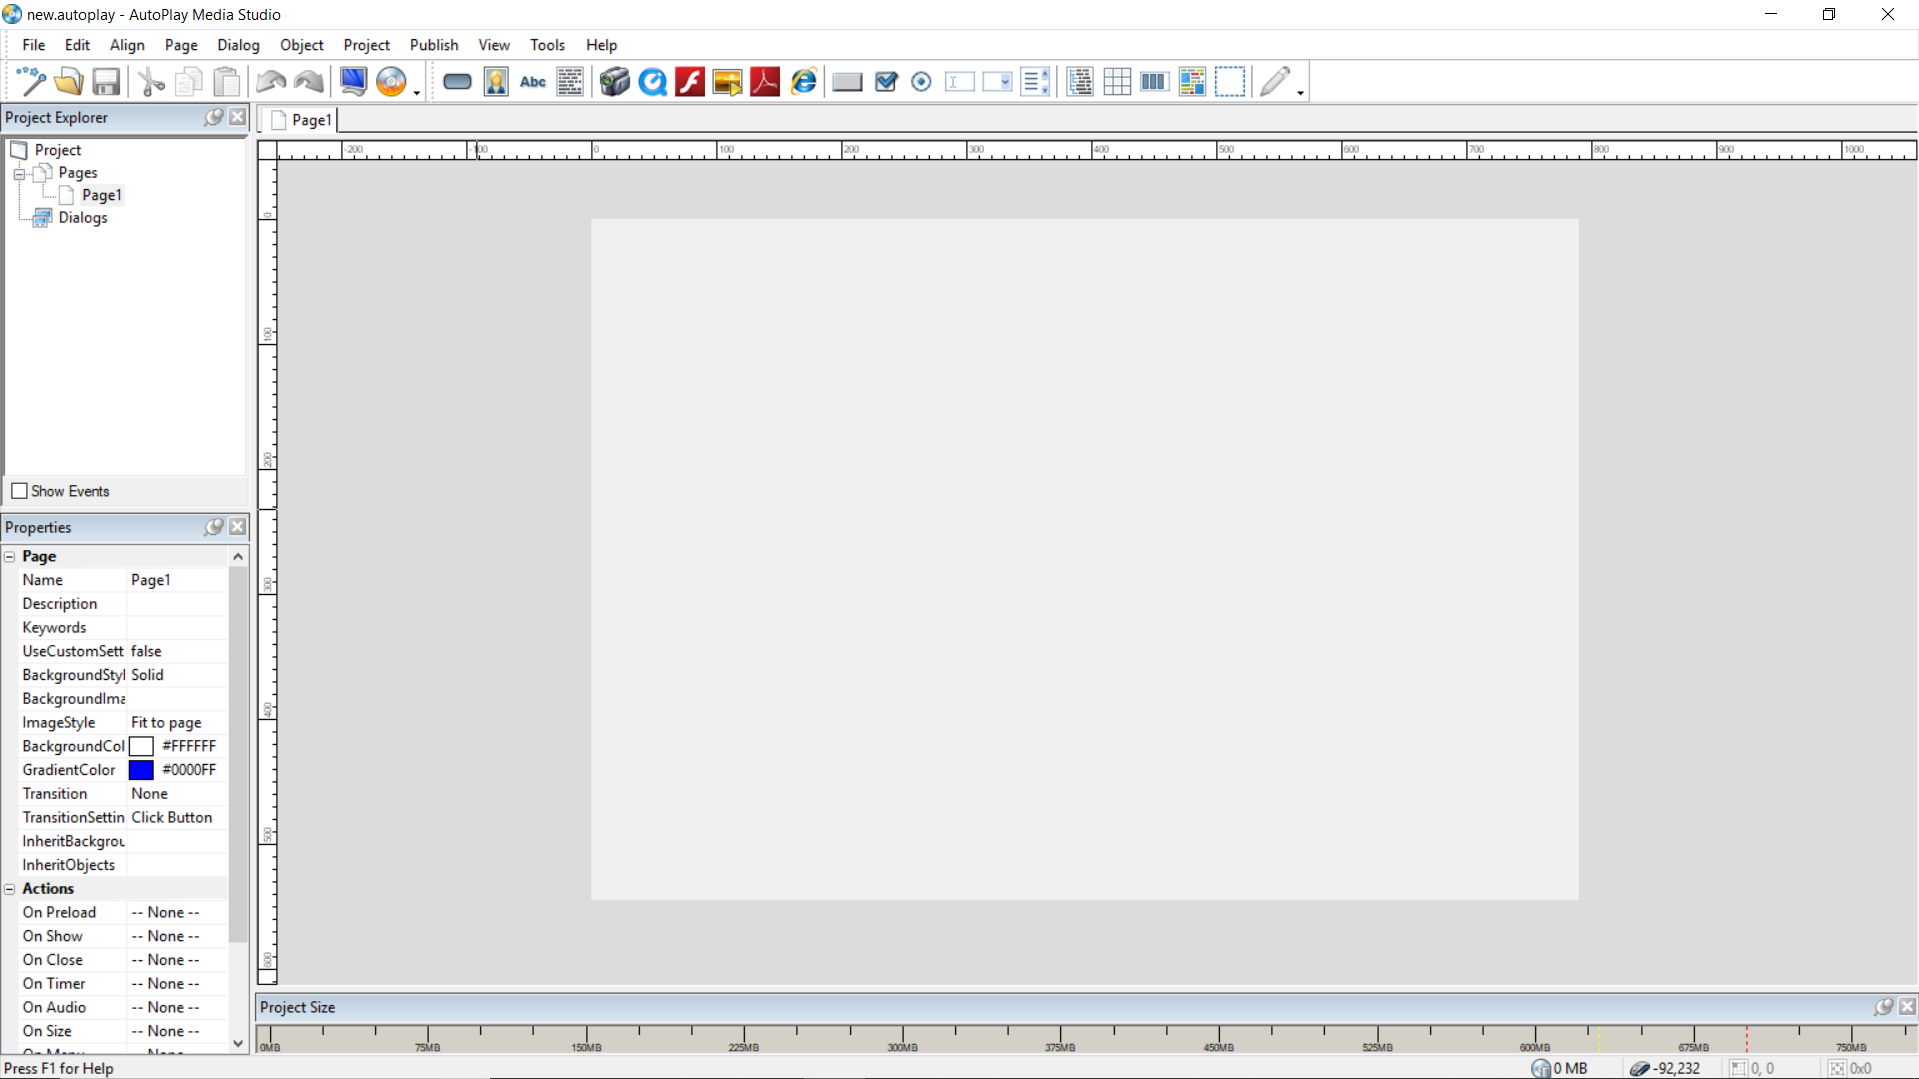 new.autoplay - AutoPlay Media Studio
File Edit Align Page Dialog Object Project Publish View Tools Help
Abc
Project Explorer
Page1
Project
Pages
Page1
Dialogs
Show Events
-200 -100 0 100 200 300 400 500 600 700 800 900 1000
0
100
200
300
400
500
600
Properties
Page
Name Page1
Description
Keywords
UseCustomSett false
BackgroundStyl Solid
BackgroundIma
ImageStyle Fit to page
BackgroundCol #FFFFFF
GradientColor #0000FF
Transition None
TransitionSettin Click Button
InheritBackgrou
InheritObjects
Actions
On Preload -- None --
On Show -- None --
On Close -- None --
On Timer -- None --
On Audio -- None --
On Size -- None --
Project Size
0MB 75MB 150MB 225MB 300MB 375MB 450MB 525MB 600MB 675MB 750MB
Press F1 for Help
0 MB -92,232 0, 0 0x0